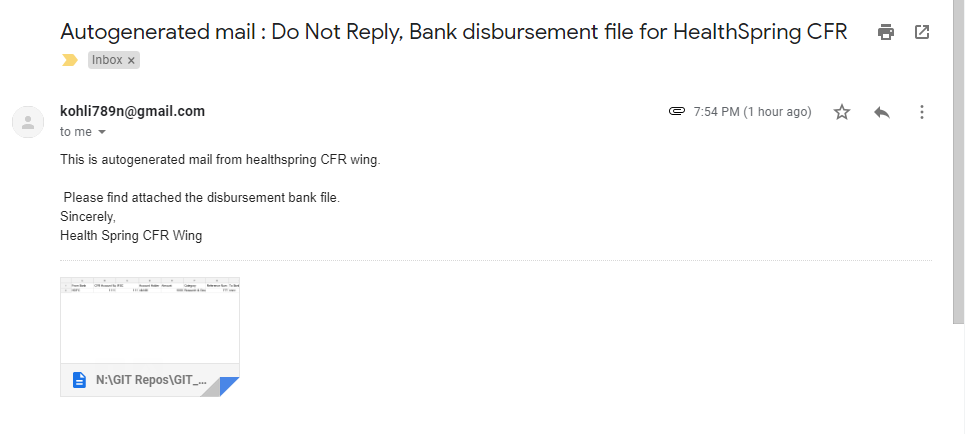 Autogenerated mail : Do Not Reply, Bank disbursement file for HealthSpring CFR
Inbox ×
kohli789n@gmail.com
7:54 PM (1 hour ago)
to me
This is autogenerated mail from healthspring CFR wing.
Please find attached the disbursement bank file.
Sincerely,
Health Spring CFR Wing
N:\GIT Repos\GIT_...